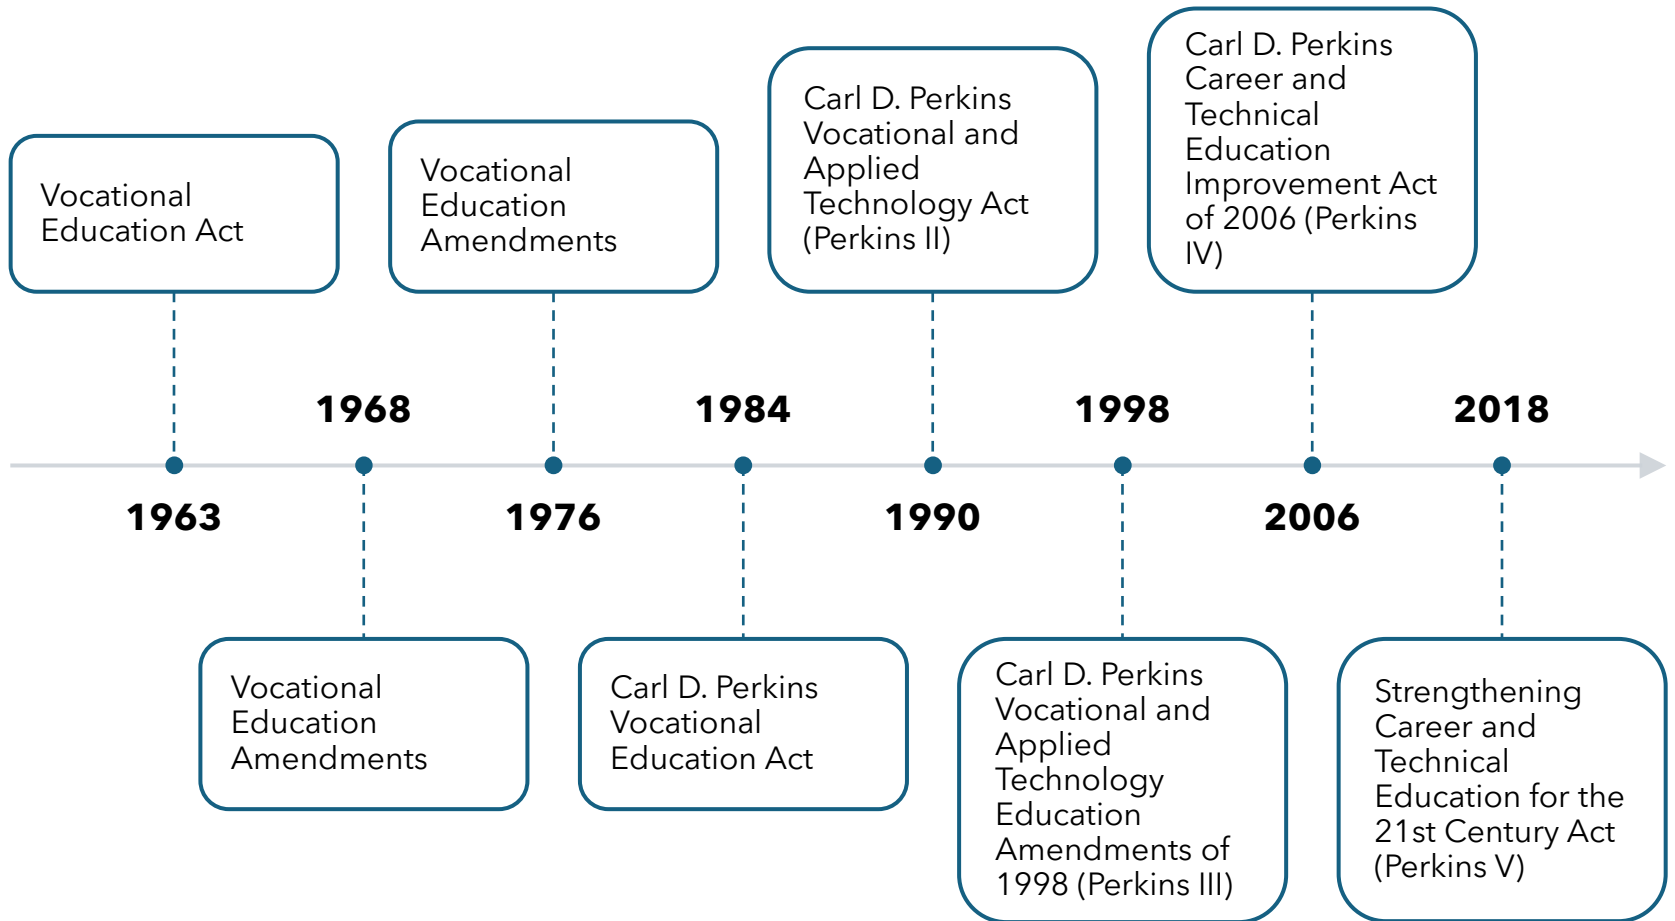 Vocational
Education Act
Vocational
Education
Amendments
Carl D. Perkins
Vocational and
Applied
Technology Act
(Perkins II)
Carl D. Perkins
Career and
Technical
Education
Improvement Act
of 2006 (Perkins
IV)
1968
1984
1998
2018
1963
1976
1990
2006
Vocational
Education
Amendments
Carl D. Perkins
Vocational
Education Act
Carl D. Perkins
Vocational and
Applied
Technology
Education
Amendments of
1998 (Perkins III)
Strengthening
Career and
Technical
Education for the
21st Century Act
(Perkins V)